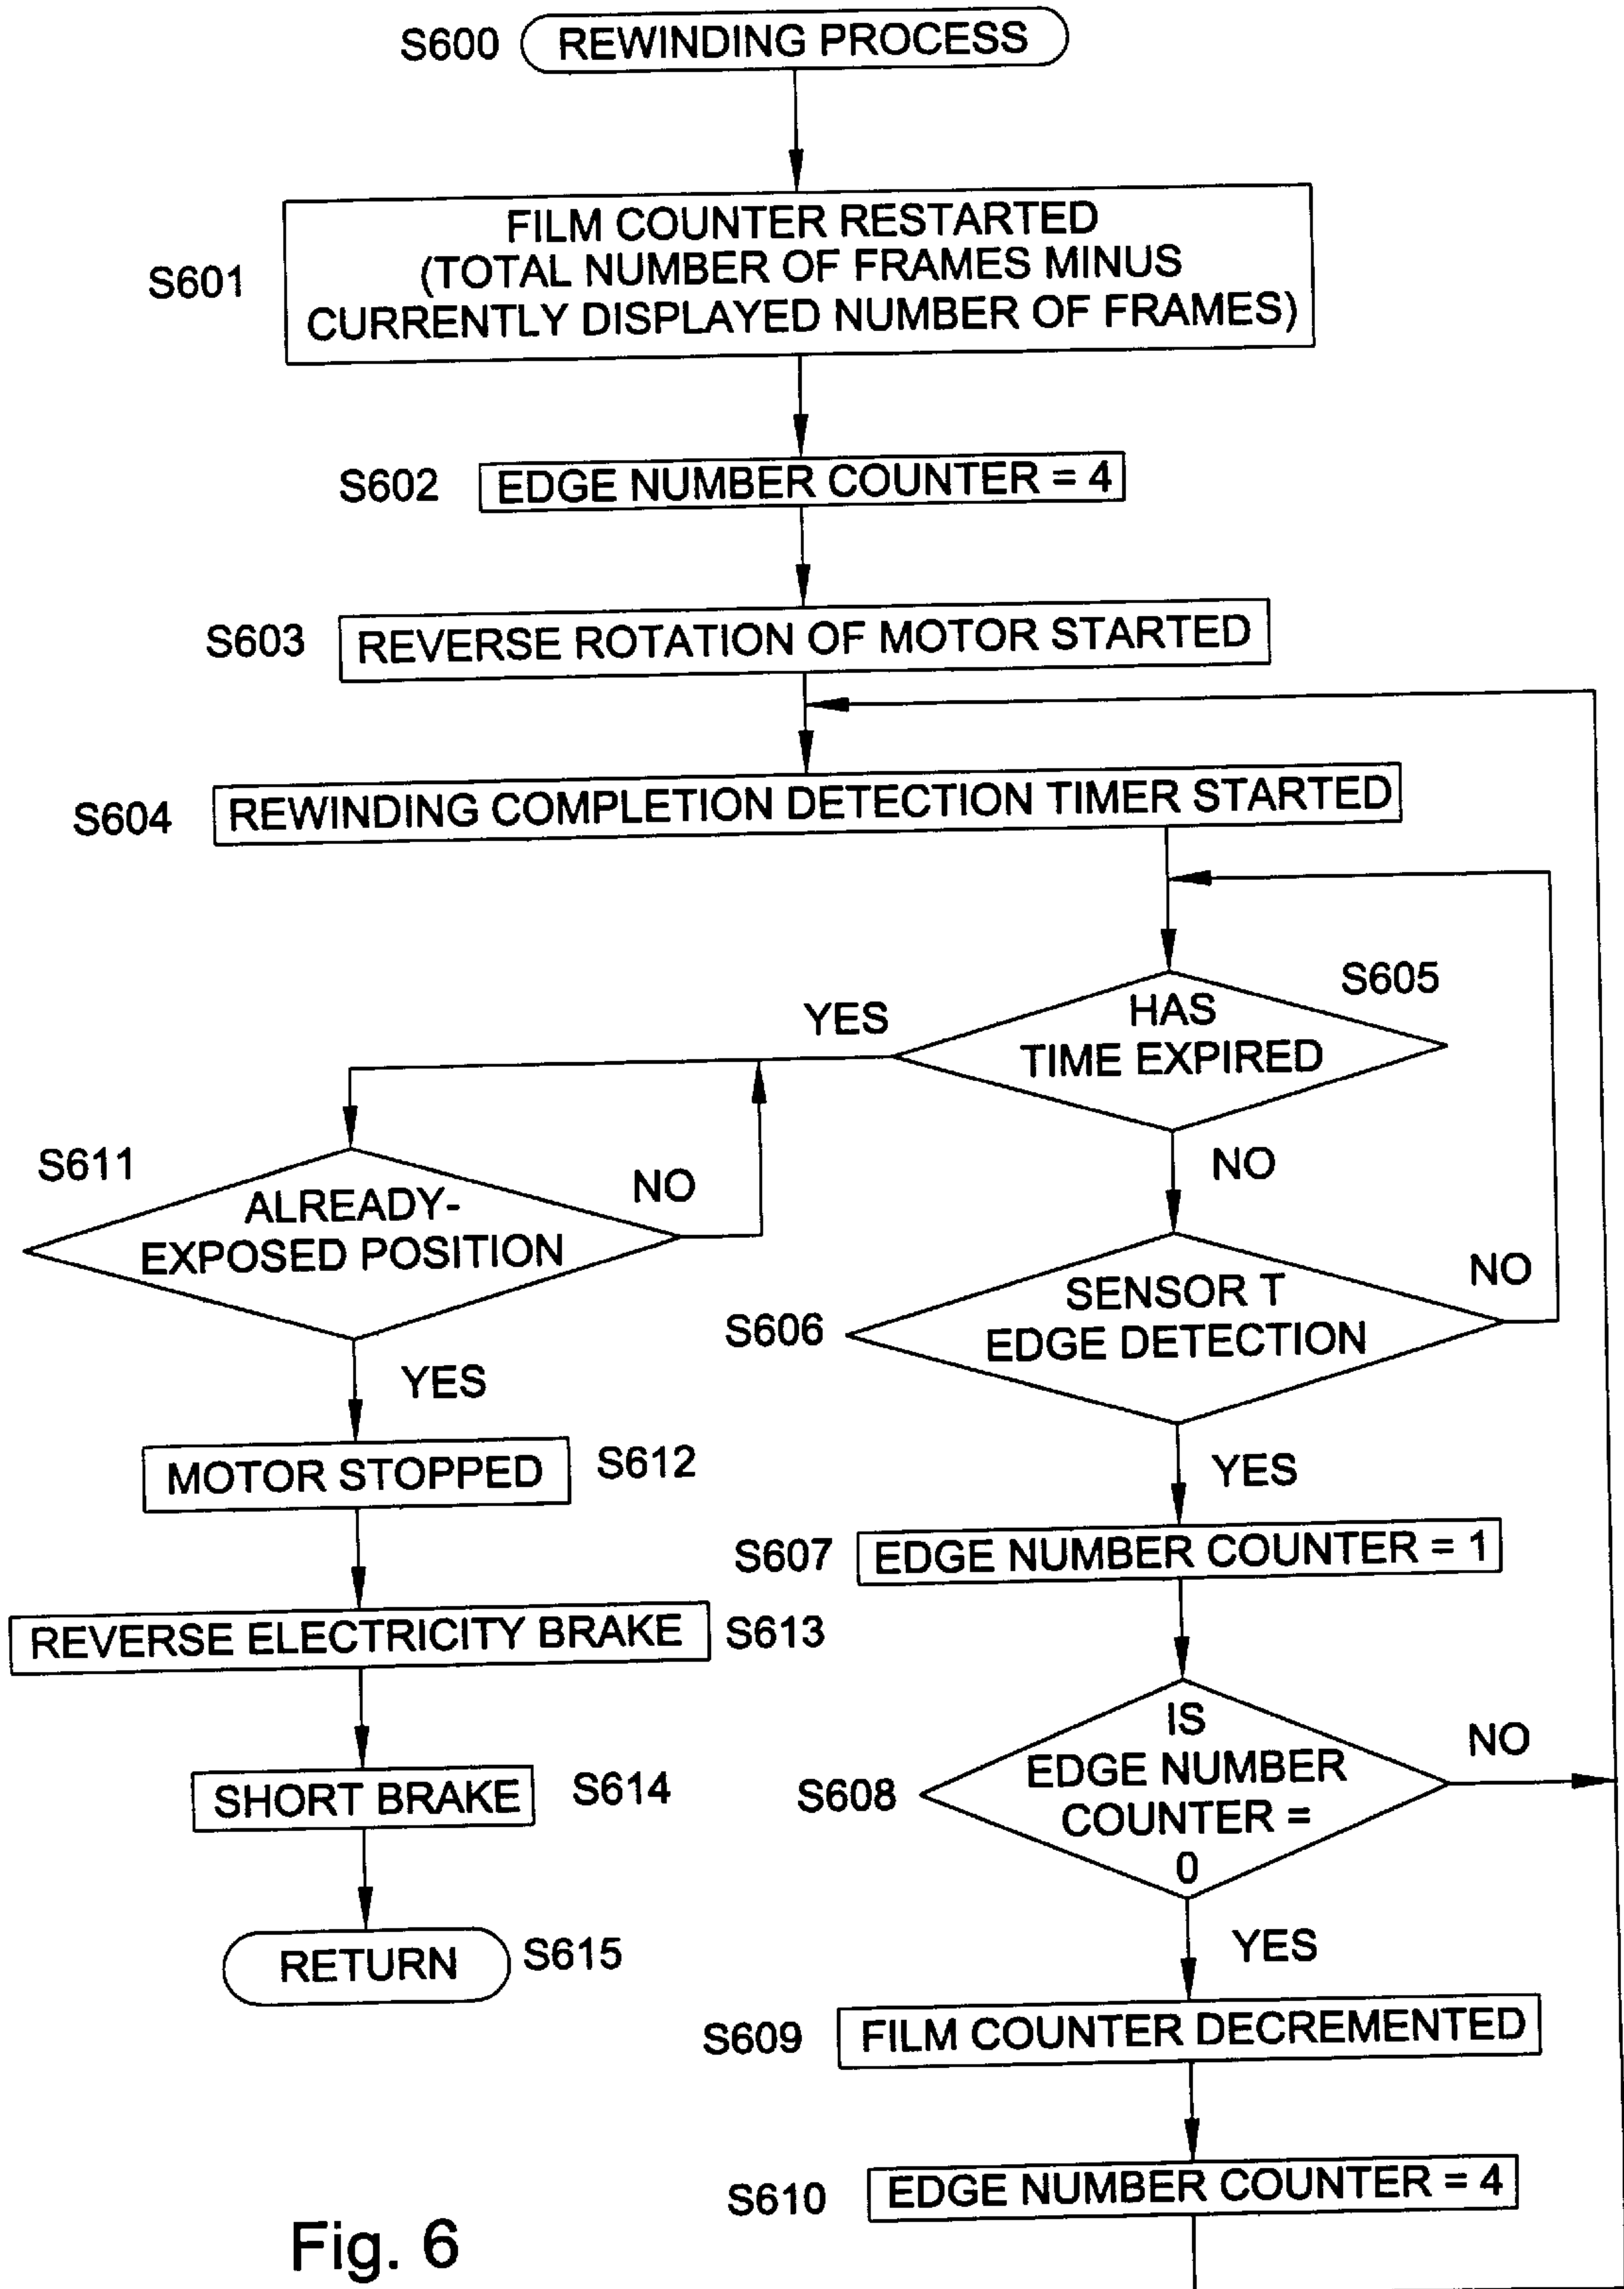 S600
REWINDING PROCESS
S601
FILM COUNTER RESTARTED
(TOTAL NUMBER OF FRAMES MINUS
CURRENTLY DISPLAYED NUMBER OF FRAMES)
S602
EDGE NUMBER COUNTER = 4
S603
REVERSE ROTATION OF MOTOR STARTED
S604
REWINDING COMPLETION DETECTION TIMER STARTED
S605
HAS
TIME EXPIRED
YES
NO
S611
ALREADY-
EXPOSED POSITION
NO
YES
S606
SENSOR T
EDGE DETECTION
NO
YES
MOTOR STOPPED
S612
S607
EDGE NUMBER COUNTER = 1
REVERSE ELECTRICITY BRAKE
S613
S608
IS
EDGE NUMBER
COUNTER =
0
NO
YES
SHORT BRAKE
S614
RETURN
S615
S609
FILM COUNTER DECREMENTED
S610
EDGE NUMBER COUNTER = 4
Fig. 6